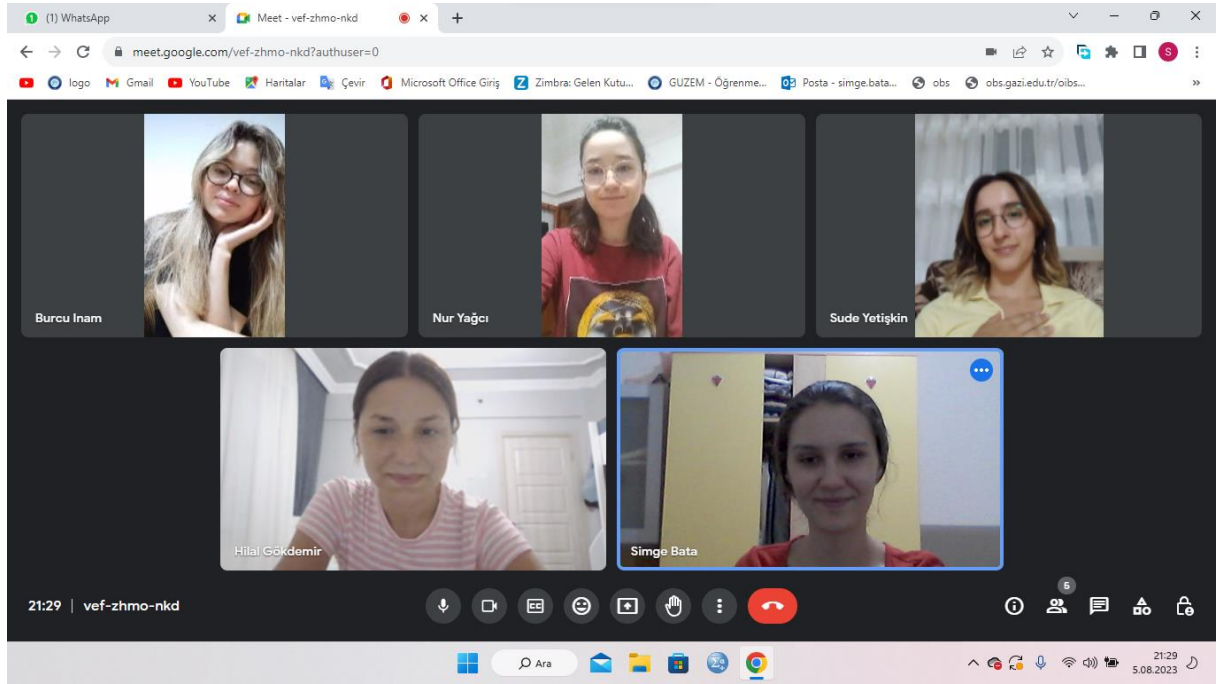 (1) WhatsApp
Meet - vef-zhmo-nkd
meet.google.com/vef-zhmo-nkd?authuser=0
S
logo
Gmail
YouTube
Haritalar
Çevir
Microsoft Office Giriş
Zimbra: Gelen Kutu...
GUZEM - Öğrenme...
Posta - simge.bata...
obs
obs.gazi.edu.tr/oibs...
Burcu Inam
Nur Yağcı
Sude Yetişkin
Hilal Gökdemir
Simge Bata
21:29 | vef-zhmo-nkd
CC
5
Ara
21:29
5.08.2023